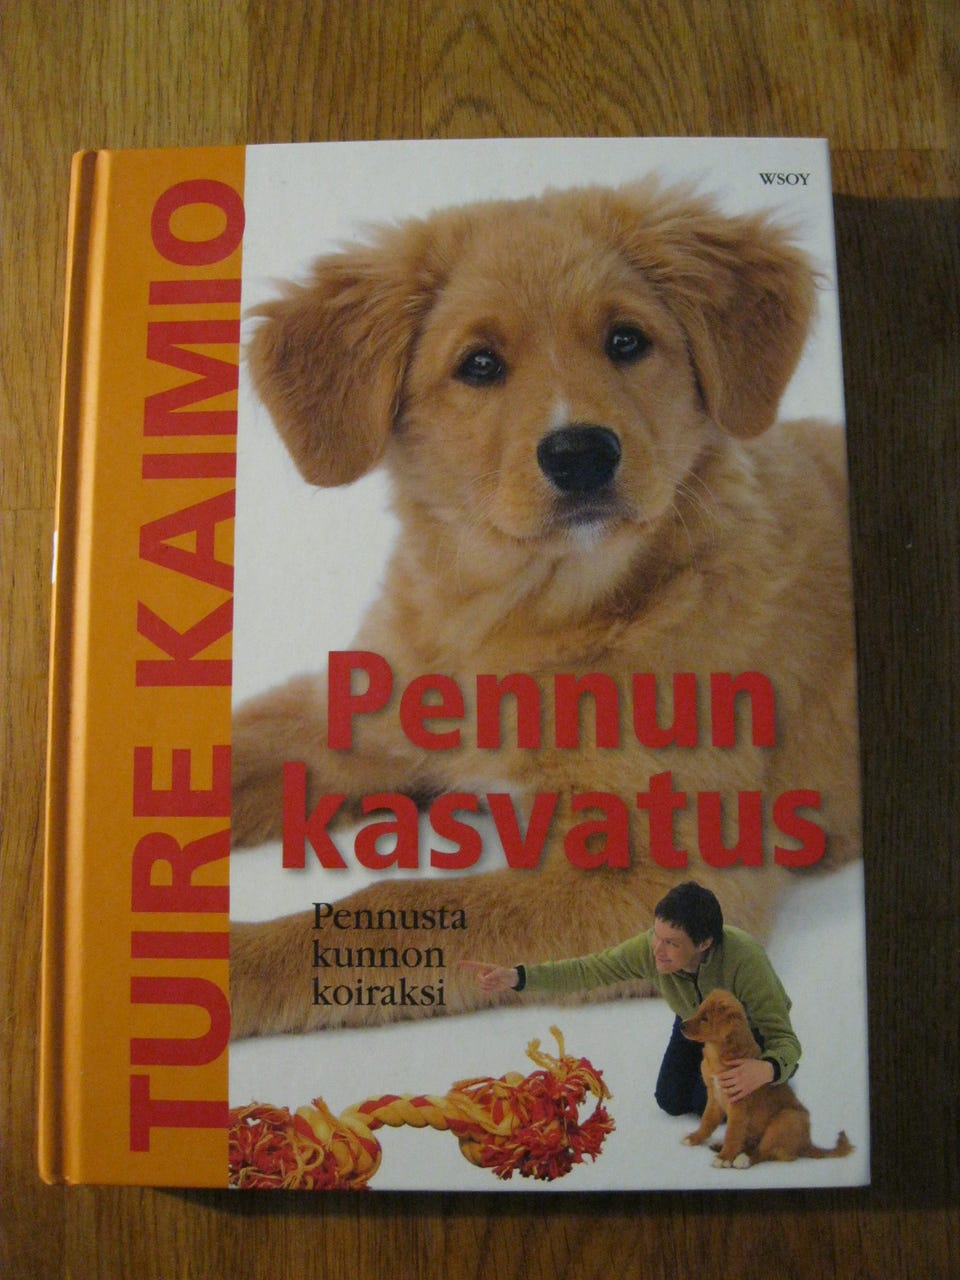 WSOY
TUIRE KAIMIO
Pennun
kasvatus
Pennusta
kunnon
koiraksi